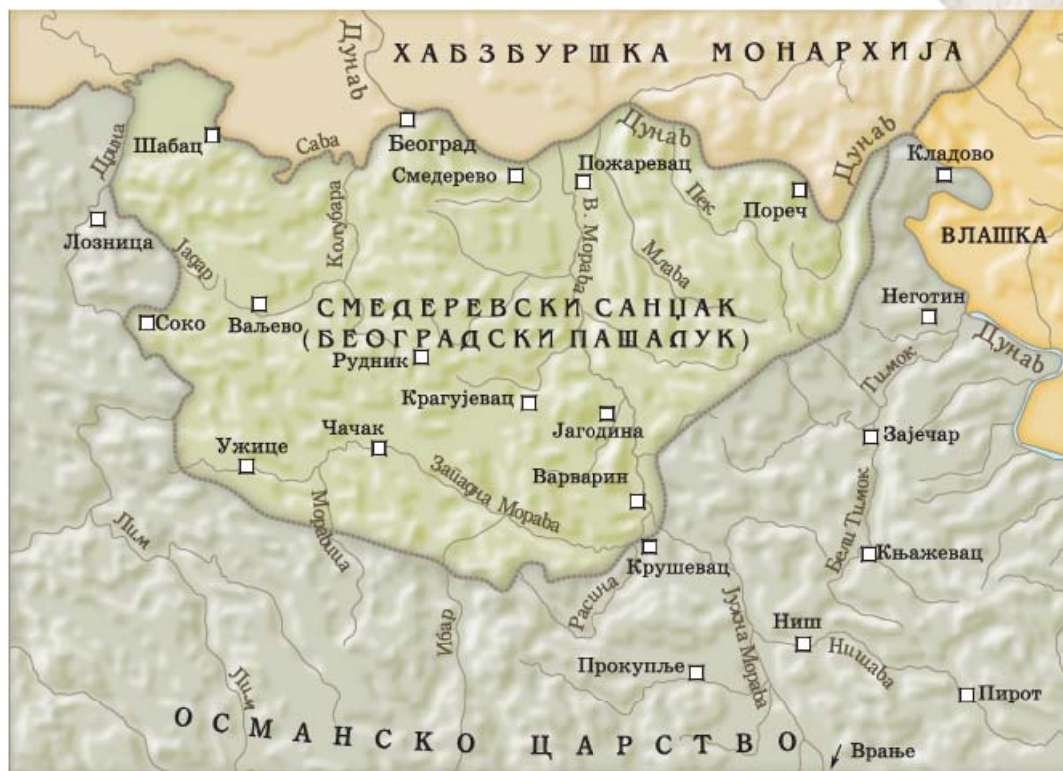 ХАБЗБУРШКА МОНАРХИЈА
Дунав
Дрина
Шабац
Сава
Београд
Дунав
Дунав
Кладово
Смедерево
Пожаревац
Пек
Пореч
ВЛАШКА
Лозница
Јадар
Колубара
В. Морава
Млава
Неготин
Соко
Ваљево
СМЕДЕРЕВСКИ САНЏАК
(БЕОГРАДСКИ ПАШАЛУК)
Дунав
Рудник
Тимок
Крагујевац
Јагодина
Чачак
Зајечар
Ужице
Западна Морава
Варварин
Моравица
Лим
Бели Тимок
Књажевац
Крушевац
Расина
Ибар
Јужна Морава
Ниш
Нишава
Прокупље
Лим
Пирот
ОСМАНСКО ЦАРСТВО
Врање